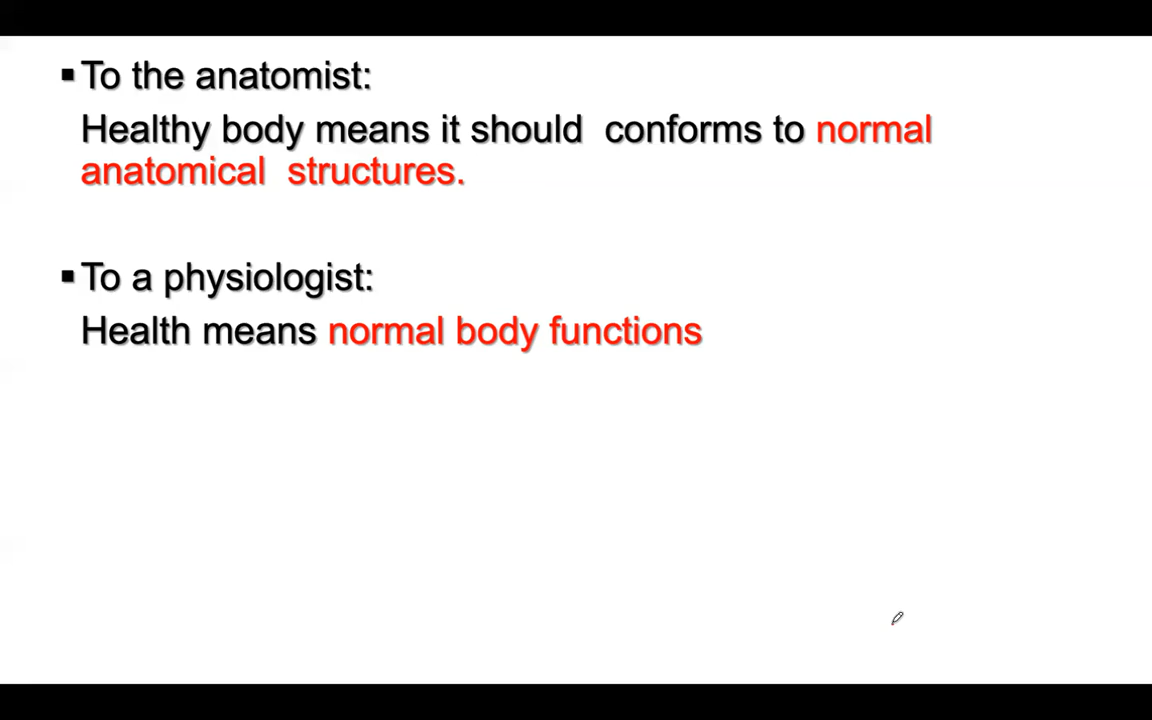 ▪To the anatomist:
Healthy body means it should conforms to normal
anatomical structures.
▪To a physiologist:
Health means normal body functions